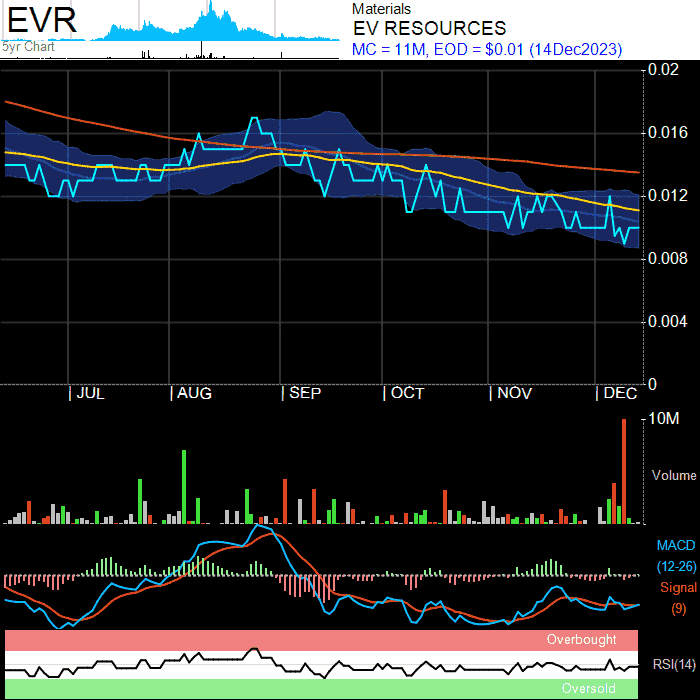 EVR
5yr Chart
Materials
EV RESOURCES
MC = 11M, EOD = $0.01 (14Dec2023)
0.02
0.016
0.012
0.008
0.004
0
JUL AUG SEP OCT NOV DEC
10M
Volume
MACD
(12-26)
Signal
(9)
Overbought
RSI(14)
Oversold